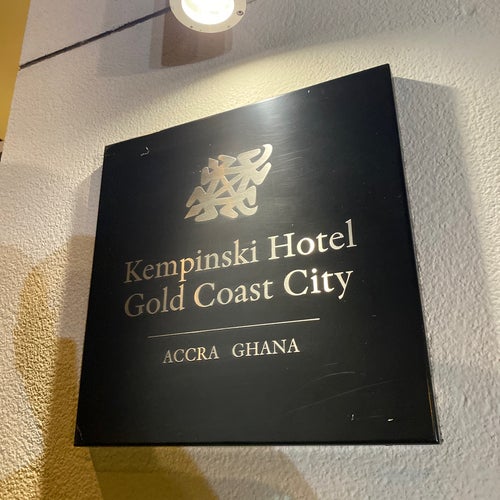 Kempinski Hotel
Gold Coast City
ACCRA GHANA